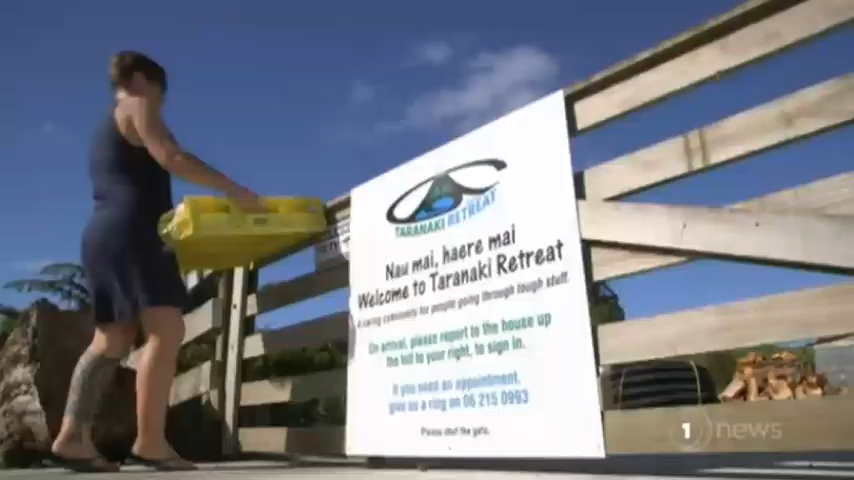 TARANAKI RETREAT
Nau mai, haere mai
Welcome to Taranaki Retreat
A caring community for people going through tough stuff.
On arrival, please report to the house up
the hill to your right, to sign in.
If you need an appointment,
give us a ring on 06 215 0993
Please shut the gate.
1 news